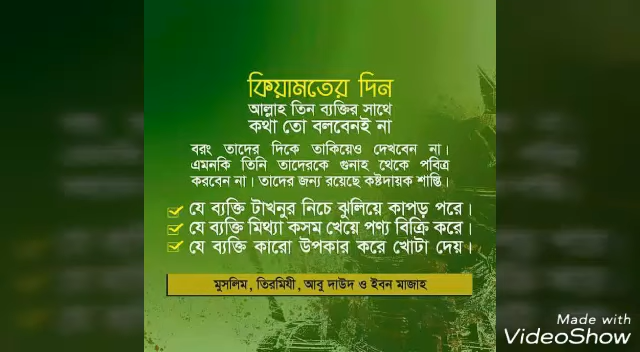 কিয়ামতের দিন
আল্লাহ তিন ব্যক্তির সাথে
কথা তো বলবেনই না
বরং তাদের দিকে তাকিয়েও দেখবেন না।
এমনকি তিনি তাদেরকে গুনাহ থেকে পবিত্র
করবেন না। তাদের জন্য রয়েছে কষ্টদায়ক শাস্তি।
যে ব্যক্তি টাখনুর নিচে ঝুলিয়ে কাপড় পরে।
যে ব্যক্তি মিথ্যা কসম খেয়ে পণ্য বিক্রি করে।
যে ব্যক্তি কারো উপকার করে খোটা দেয়।
মুসলিম, তিরমিযী, আবু দাউদ ও ইবন মাজাহ
Made with
VideoShow